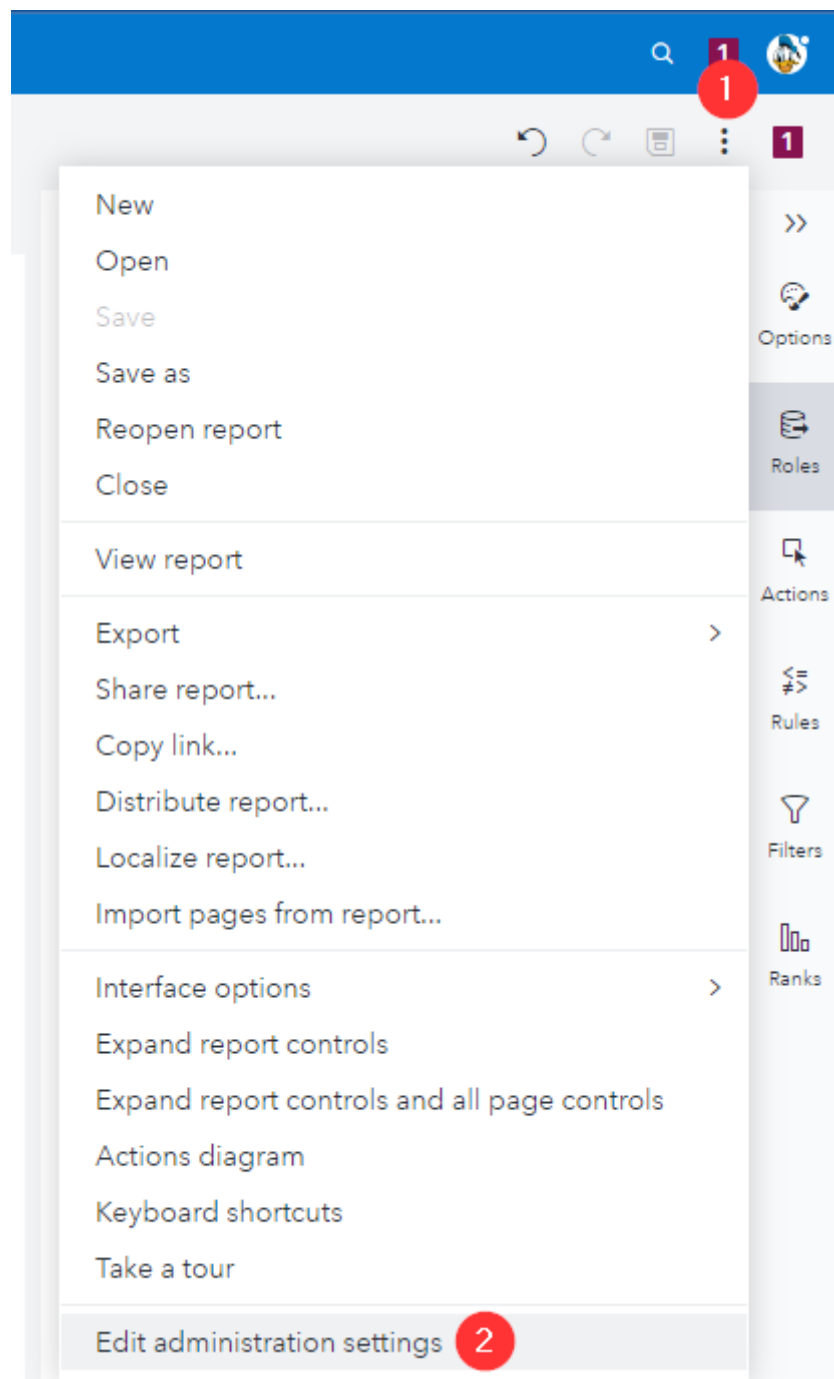 1
1
1
New
Open
Save
Save as
Reopen report
Close
View report
Export
Share report...
Copy link...
Distribute report...
Localize report...
Import pages from report...
Interface options
Expand report controls
Expand report controls and all page controls
Actions diagram
Keyboard shortcuts
Take a tour
Edit administration settings 2
Options
Roles
Actions
Rules
Filters
Ranks